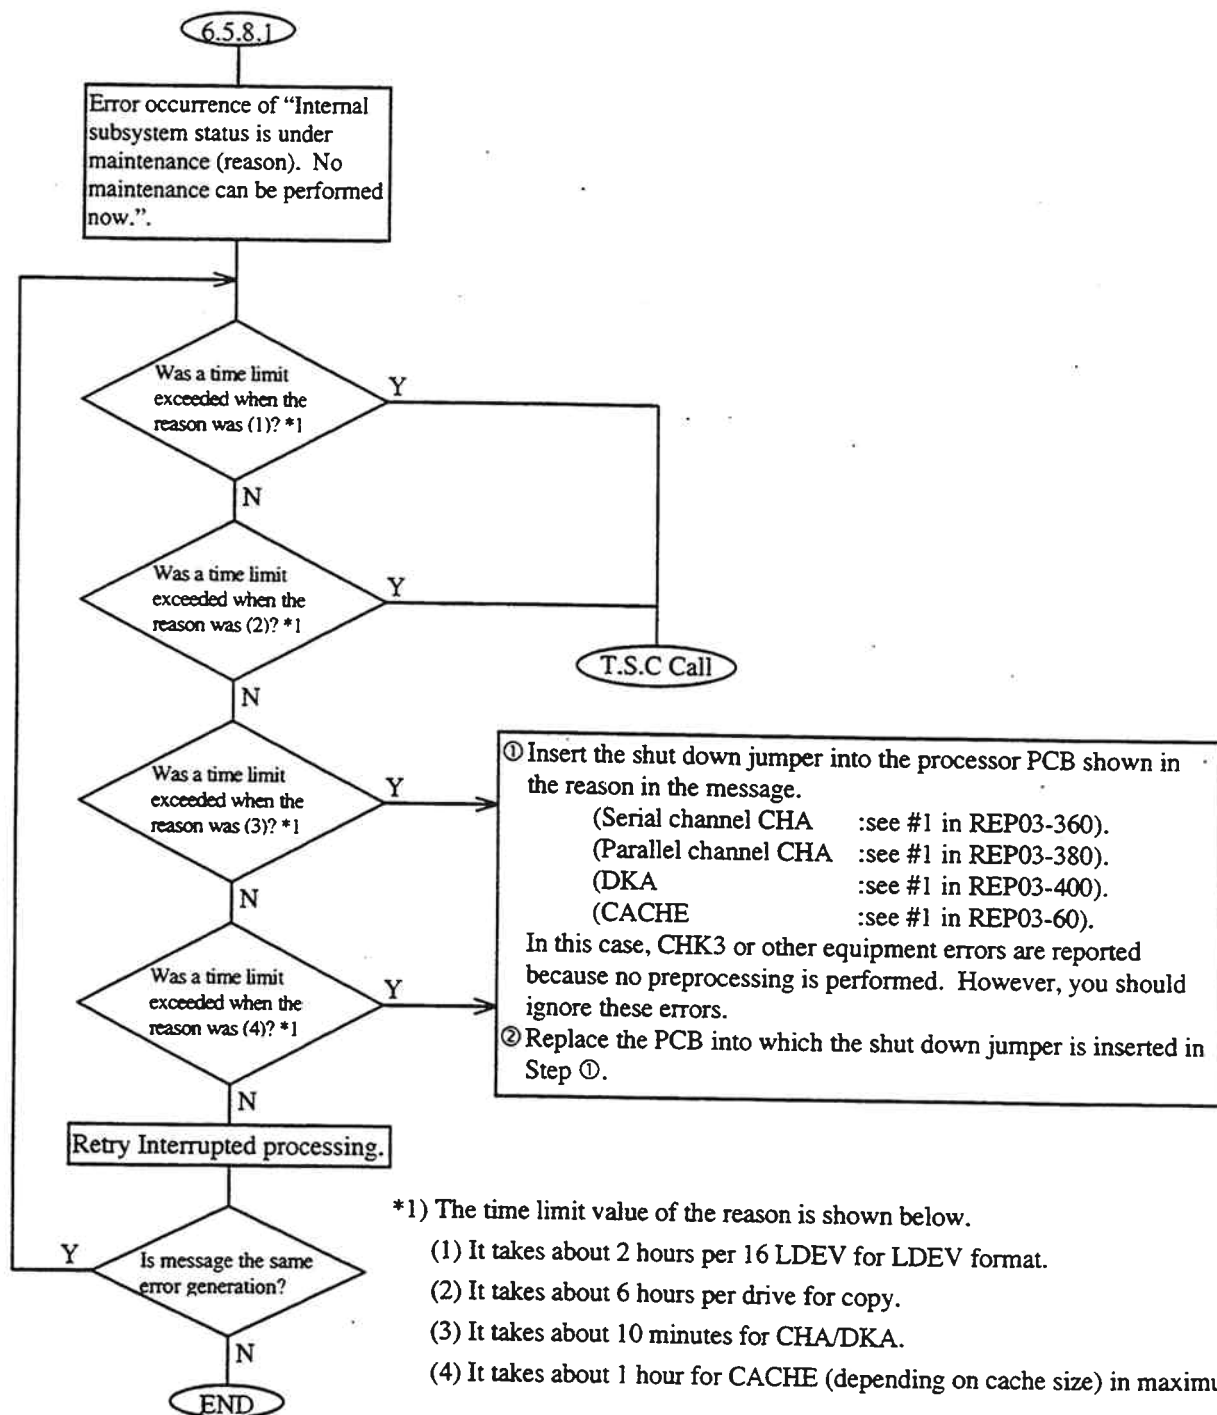 6.5.8.1
Error occurrence of “Internal
subsystem status is under
maintenance (reason). No
maintenance can be performed
now.”.
Was a time limit
exceeded when the
reason was (1)? *1
Y
N
Was a time limit
exceeded when the
reason was (2)? *1
Y
N
T.S.C Call
Was a time limit
exceeded when the
reason was (3)? *1
Y
N
① Insert the shut down jumper into the processor PCB shown in
the reason in the message.
(Serial channel CHA :see #1 in REP03-360).
(Parallel channel CHA :see #1 in REP03-380).
(DKA :see #1 in REP03-400).
(CACHE :see #1 in REP03-60).
In this case, CHK3 or other equipment errors are reported
because no preprocessing is performed. However, you should
ignore these errors.
② Replace the PCB into which the shut down jumper is inserted in
Step ①.
Was a time limit
exceeded when the
reason was (4)? *1
Y
N
Retry Interrupted processing.
Is message the same
error generation?
Y
N
END
*1) The time limit value of the reason is shown below.
(1) It takes about 2 hours per 16 LDEV for LDEV format.
(2) It takes about 6 hours per drive for copy.
(3) It takes about 10 minutes for CHA/DKA.
(4) It takes about 1 hour for CACHE (depending on cache size) in maximu